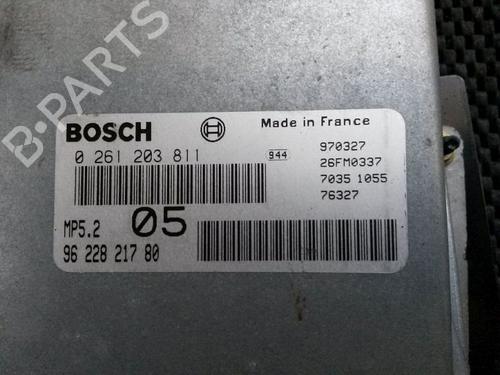 B-PARTS
BOSCH
Made in France
0 261 203 811
944
970327
26FM0337
7035 1055
76327
MP5.2
05
96 228 217 80